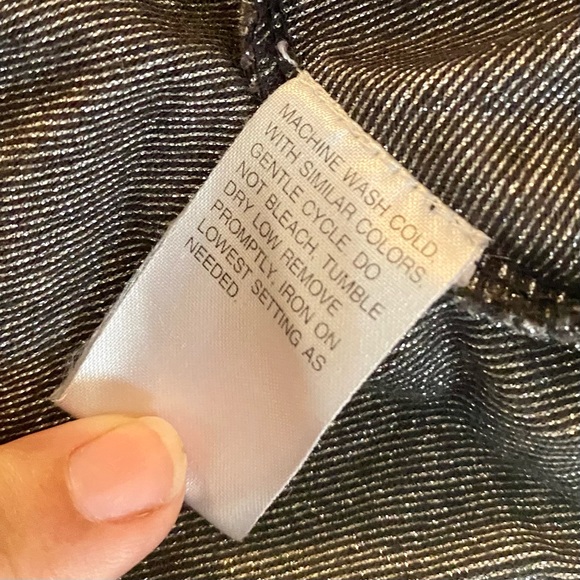 MACHINE WASH COLD,
WITH SIMILAR COLORS,
GENTLE CYCLE. DO
NOT BLEACH, TUMBLE
DRY LOW. REMOVE
PROMPTLY, IRON ON
LOWEST SETTING AS
NEEDED.